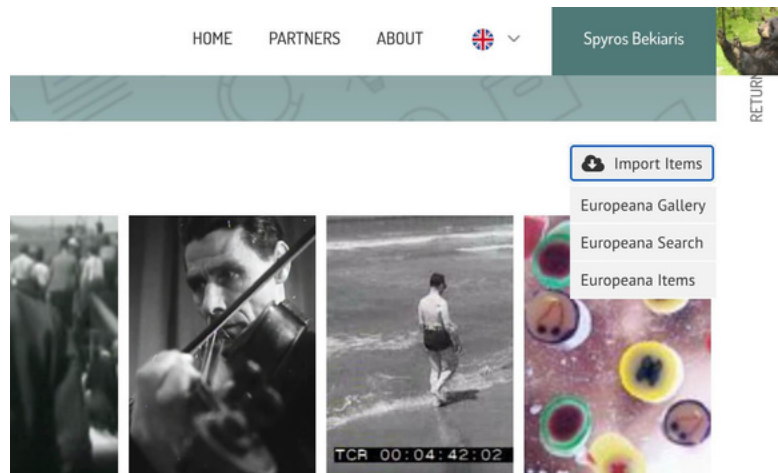 HOME PARTNERS ABOUT Spyros Bekiaris
RETURN
Import Items
Europeana Gallery
Europeana Search
Europeana Items
TCR 00:04:42:02